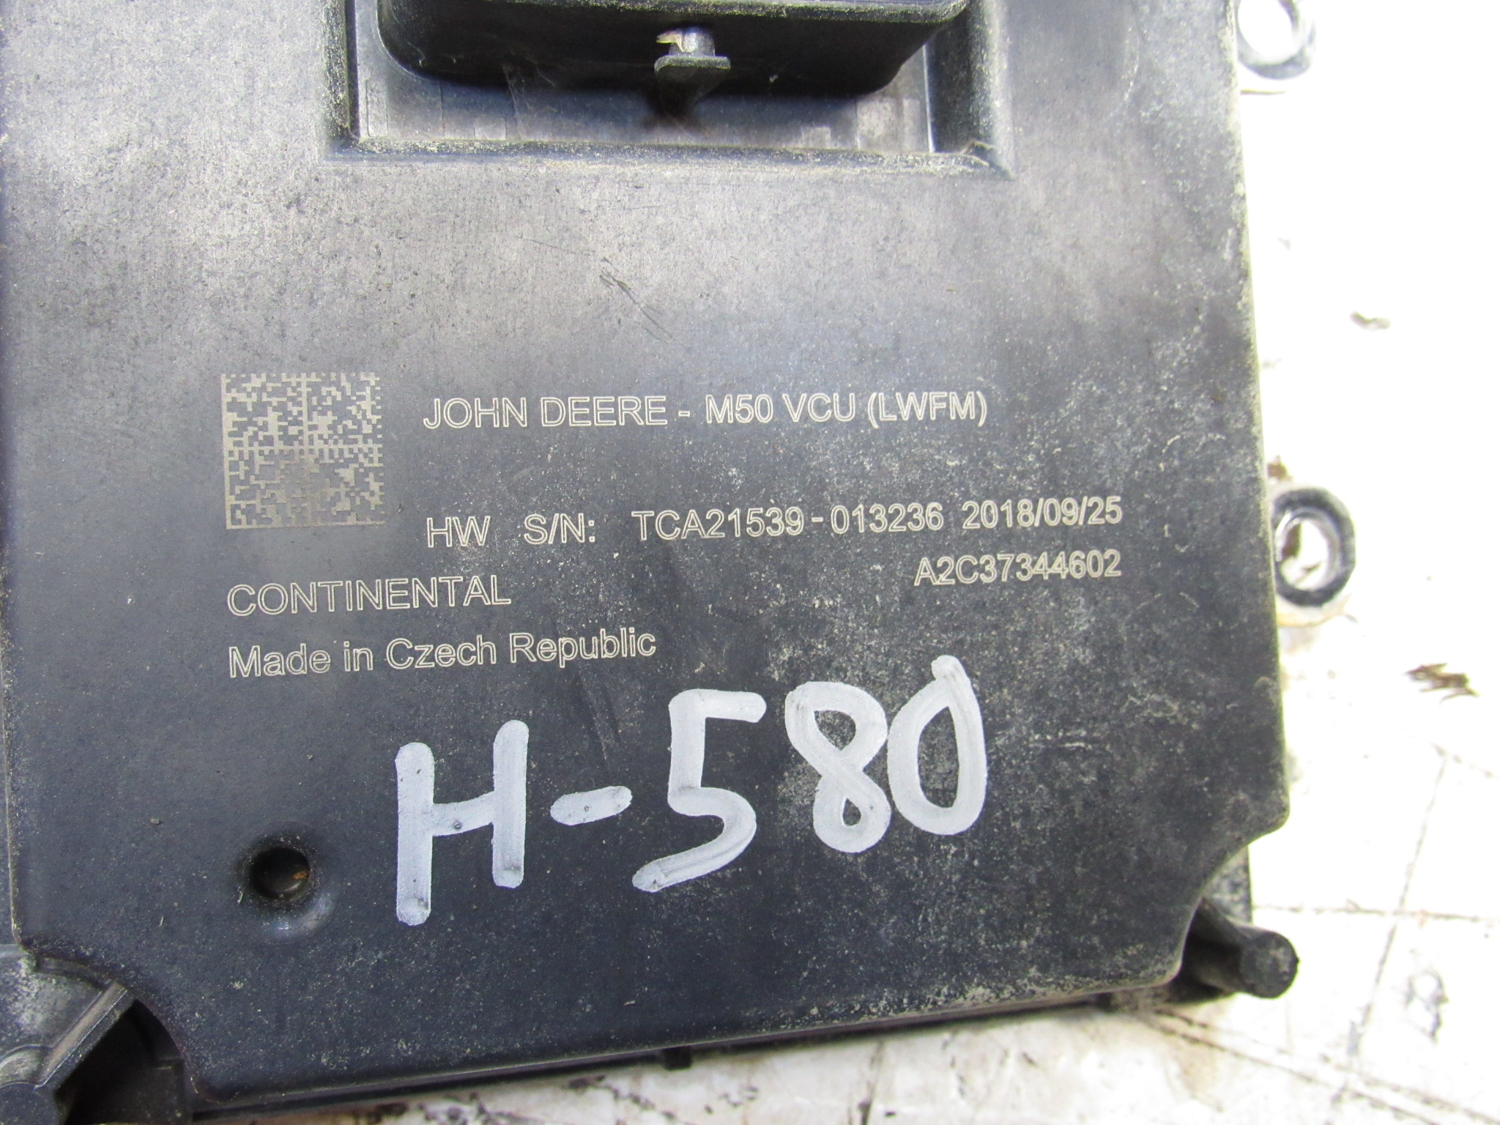 JOHN DEERE - M50 VCU (LWFM)
HW S/N: TCA21539-013236 2018/09/25
A2C37344602
CONTINENTAL
Made in Czech Republic
H-580